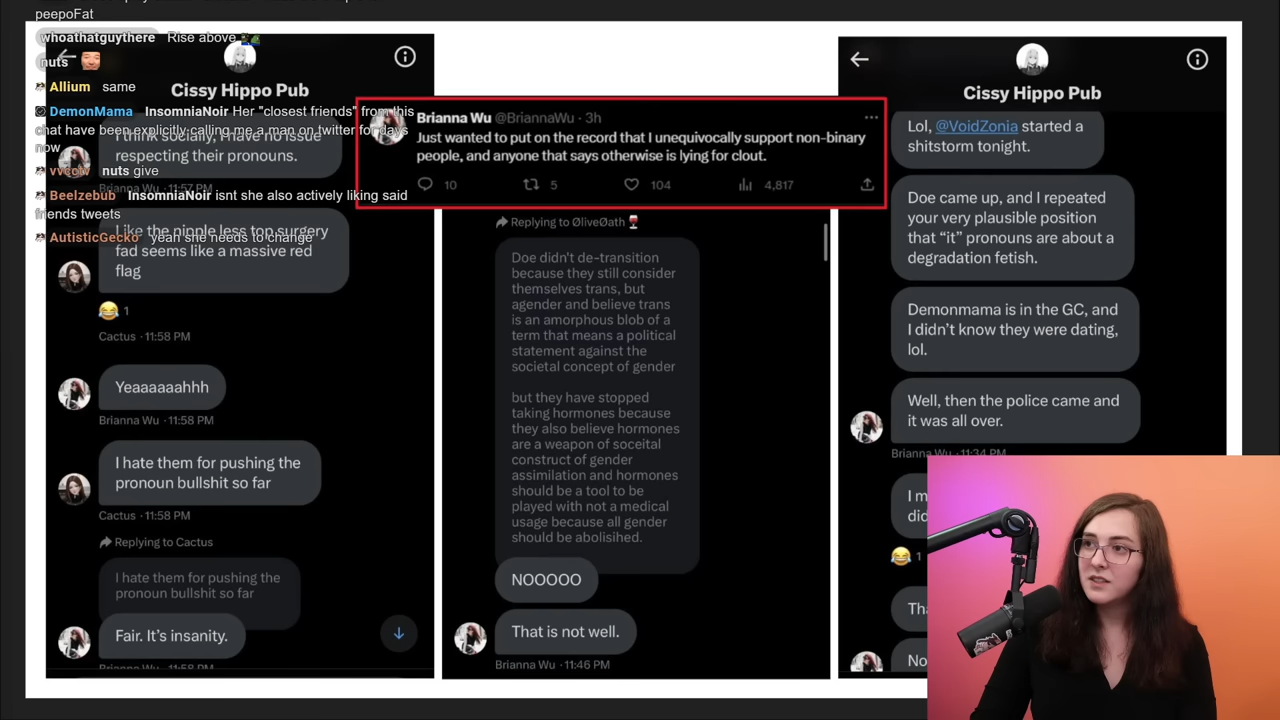 peepoFat
whoathatguythere Rise above
nuts
Allium same
DemonMama InsomniaNoir Her "closest friends" from this
chat have been explicitly calling me a man on twitter for days
now
vvcolv nuts give
Beelzebub InsomniaNoir isnt she also actively liking said
friends tweets
AutisticGecko yeah she needs to change
Cissy Hippo Pub
I think socially, I have no issue
respecting their pronouns.
Brianna Wu · 11:57 PM
Like the nipple less top surgery
fad seems like a massive red
flag
😂 1
Cactus · 11:58 PM
Yeaaaaaahhh
Brianna Wu · 11:58 PM
I hate them for pushing the
pronoun bullshit so far
Cactus · 11:58 PM
Replying to Cactus
I hate them for pushing the
pronoun bullshit so far
Fair. It's insanity.
Brianna Wu · 11:58 PM
Brianna Wu @BriannaWu · 3h
Just wanted to put on the record that I unequivocally support non-binary
people, and anyone that says otherwise is lying for clout.
10 5 104 4,817
Replying to ØliveØath 🍷
Doe didn't de-transition
because they still consider
themselves trans, but
agender and believe trans
is an amorphous blob of a
term that means a political
statement against the
societal concept of gender
but they have stopped
taking hormones because
they also believe hormones
are a weapon of soceital
construct of gender
assimilation and hormones
should be a tool to be
played with not a medical
usage because all gender
should be abolisihed.
NOOOOO
That is not well.
Brianna Wu · 11:46 PM
Cissy Hippo Pub
Lol, @VoidZonia started a
shitstorm tonight.
Doe came up, and I repeated
your very plausible position
that “it” pronouns are about a
degradation fetish.
Demonmama is in the GC, and
I didn't know they were dating,
lol.
Well, then the police came and
it was all over.
Brianna Wu · 11:34 PM
😂 1